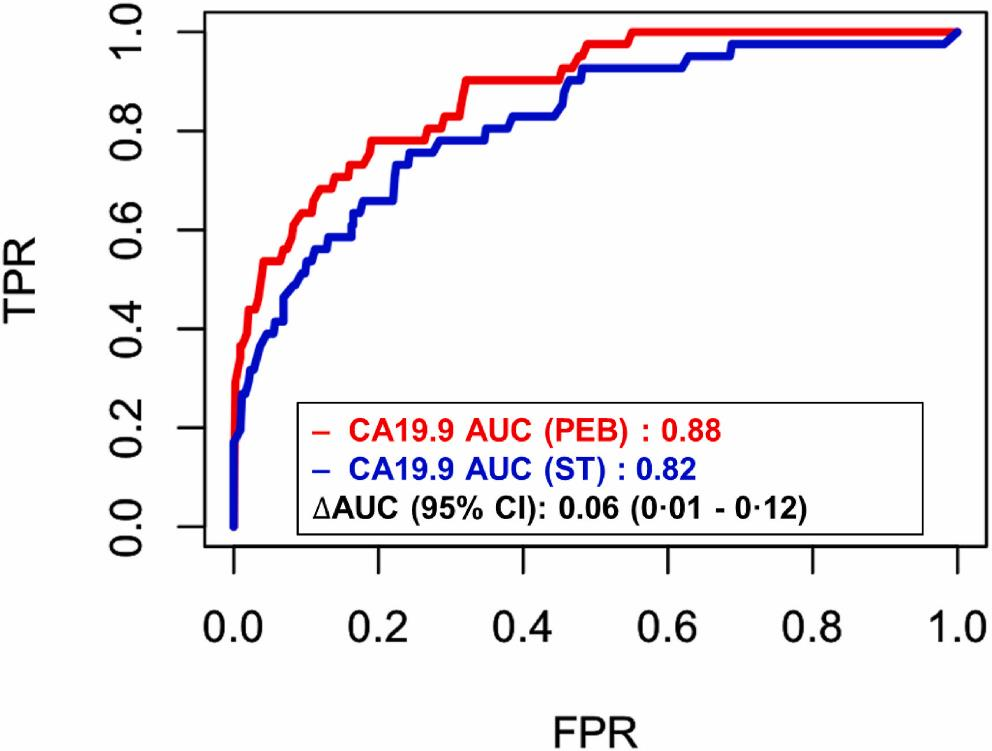 TPR
1.0
0.8
0.6
0.4
0.2
0.0
– CA19.9 AUC (PEB) : 0.88
– CA19.9 AUC (ST) : 0.82
ΔAUC (95% CI): 0.06 (0·01 - 0·12)
0.0 0.2 0.4 0.6 0.8 1.0
FPR